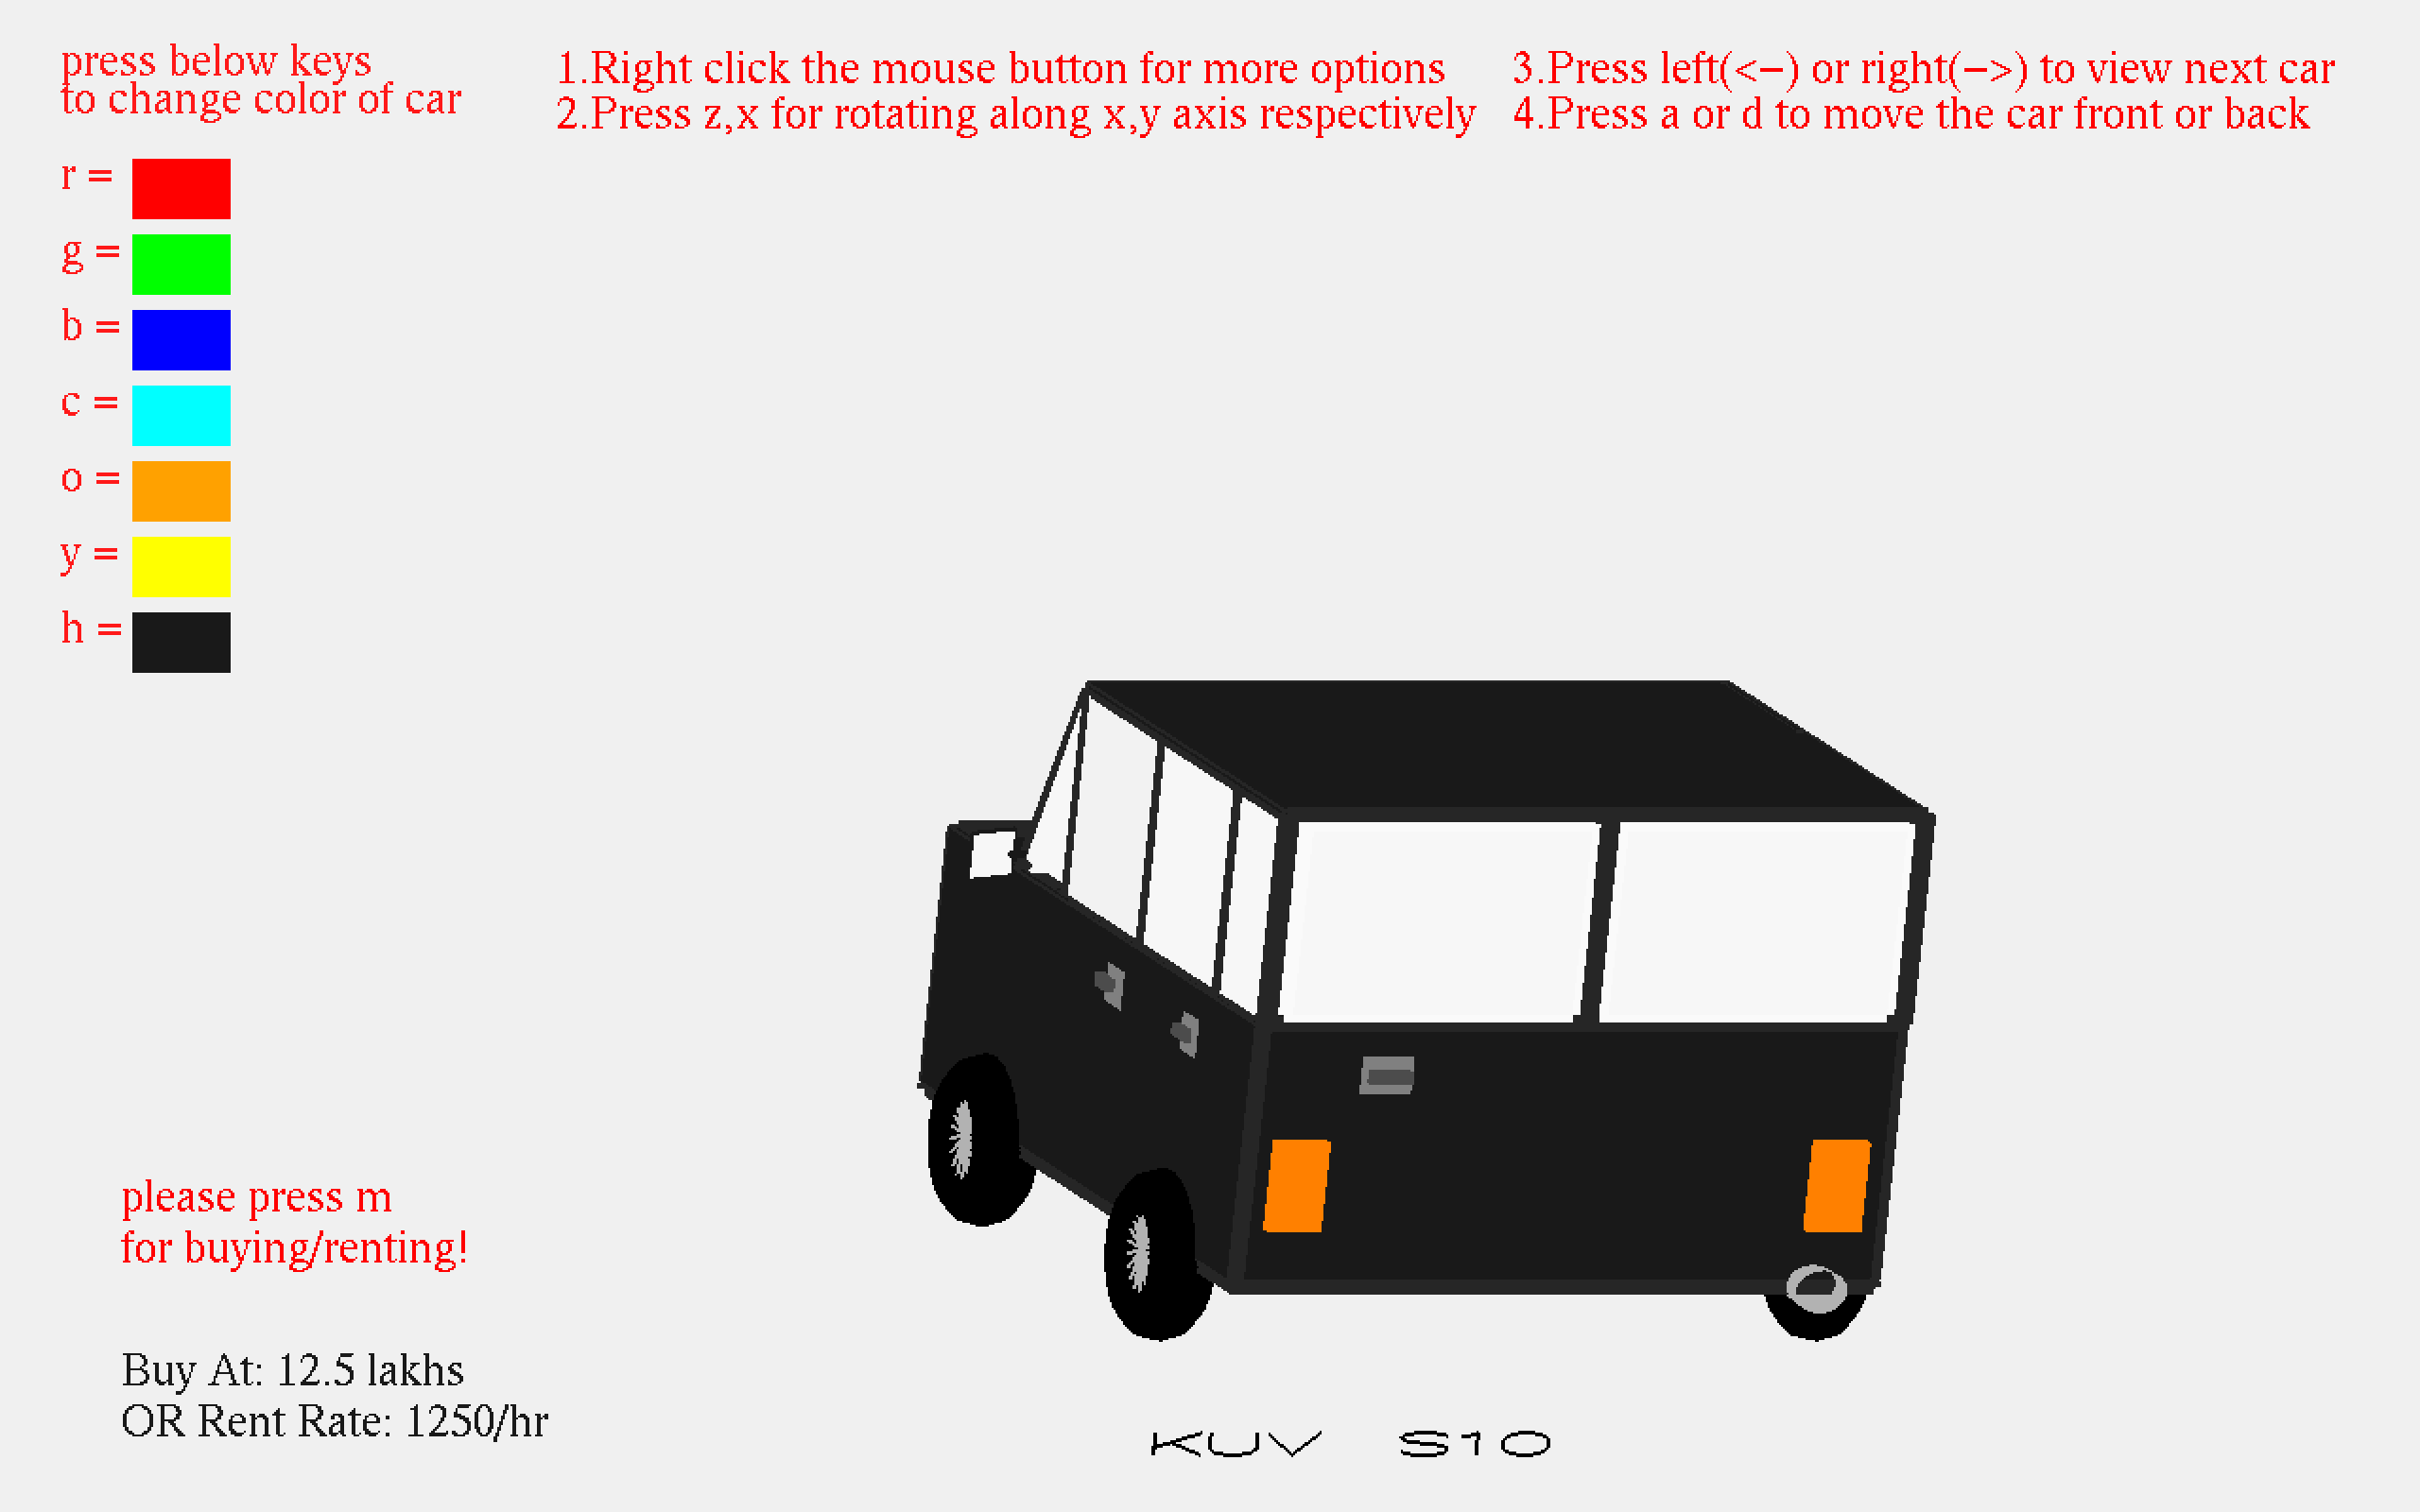 press below keys
to change color of car
1.Right click the mouse button for more options
2.Press z,x for rotating along x,y axis respectively
3.Press left(<-) or right(->) to view next car
4.Press a or d to move the car front or back
r =
g =
b =
c =
o =
y =
h =
please press m
for buying/renting!
Buy At: 12.5 lakhs
OR Rent Rate: 1250/hr
KUV S10